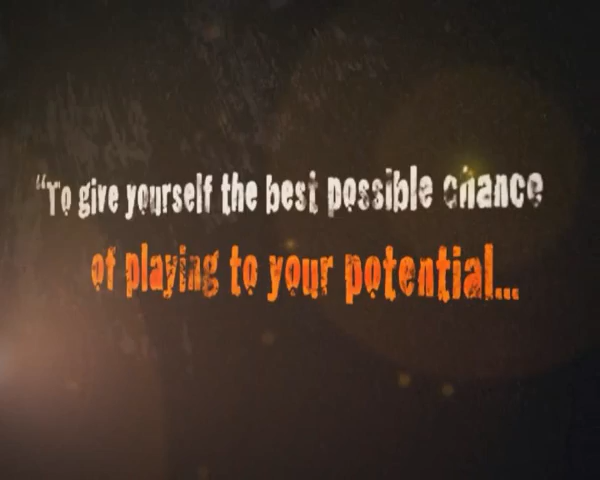 “To give yourself the best possible chance
of playing to your potential...